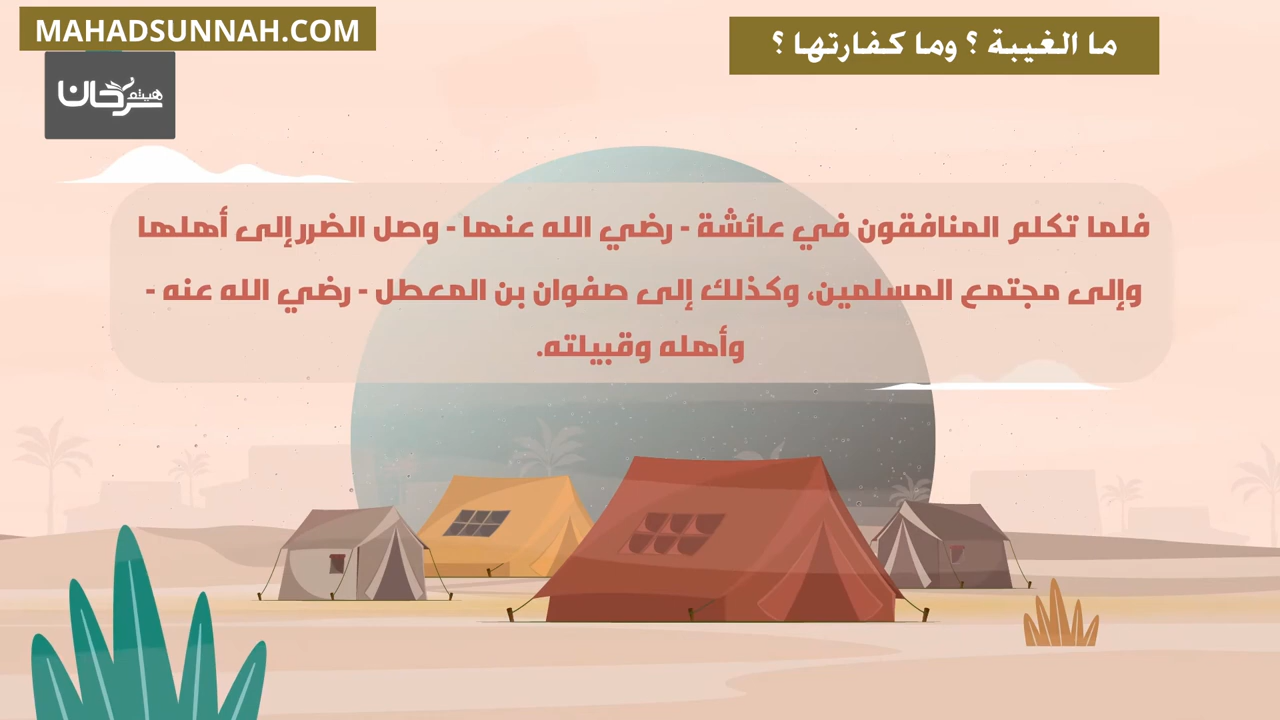 MAHADSUNNAH.COM
ما الغيبة ؟ وما كفارتها ؟
هيثم
سرحان
فلما تكلم المنافقون في عائشة - رضي الله عنها - وصل الضرر إلى أهلها
وإلى مجتمع المسلمين، وكذلك إلى صفوان بن المعطل - رضي الله عنه -
وأهله وقبيلته.